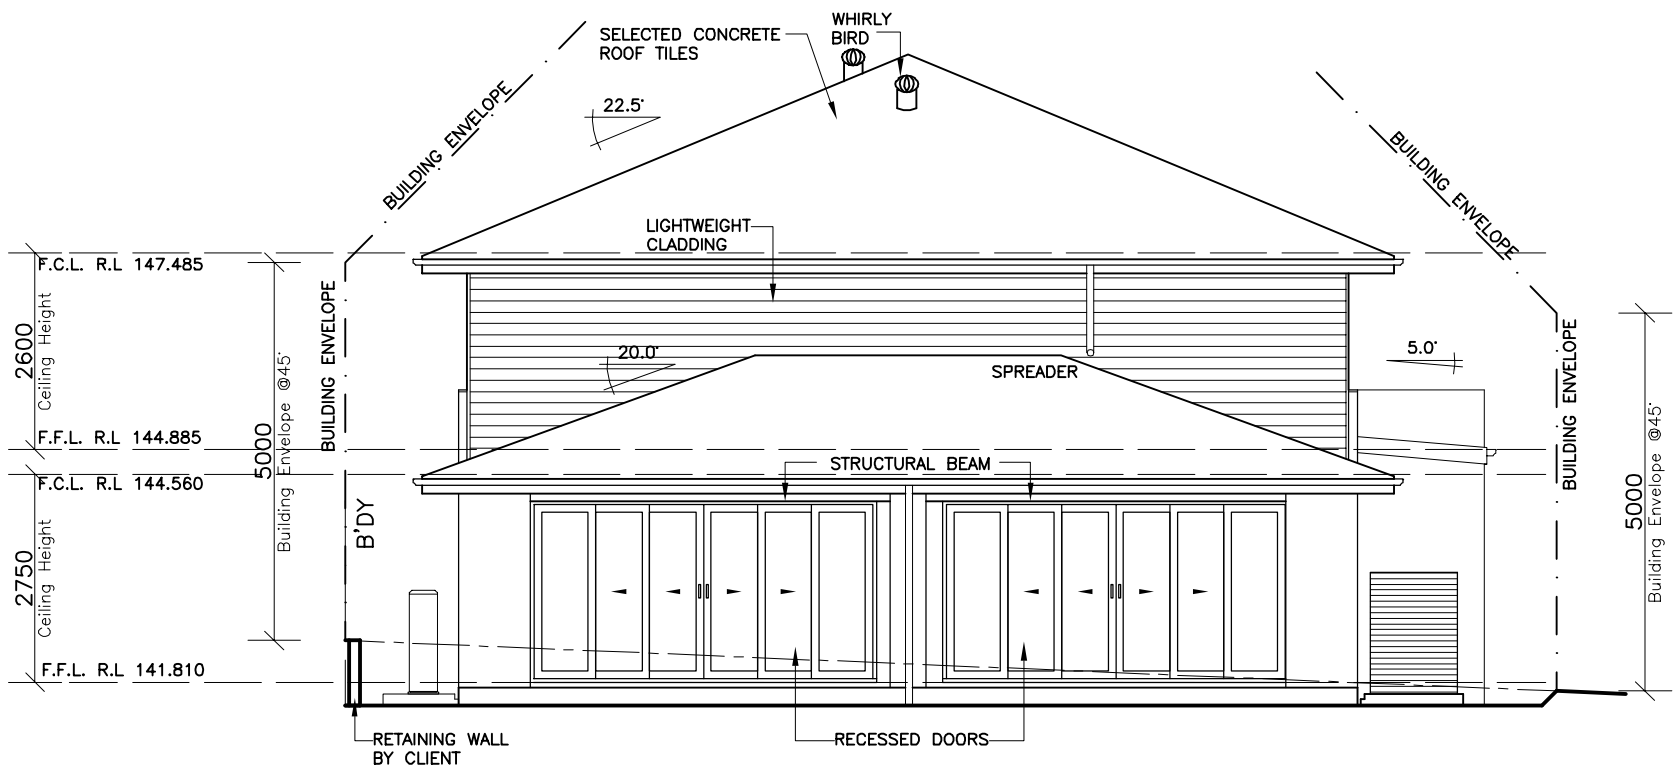 WHIRLY
BIRD
SELECTED CONCRETE
ROOF TILES
BUILDING ENVELOPE
22.5°
BUILDING ENVELOPE
LIGHTWEIGHT
CLADDING
F.C.L. R.L 147.485
2600
Ceiling Height
F.F.L. R.L 144.885
5000
Building Envelope @45°
BUILDING ENVELOPE
20.0°
SPREADER
5.0°
BUILDING ENVELOPE
5000
Building Envelope @45°
F.C.L. R.L 144.560
STRUCTURAL BEAM
2750
Ceiling Height
B'DY
F.F.L. R.L 141.810
RETAINING WALL
BY CLIENT
RECESSED DOORS